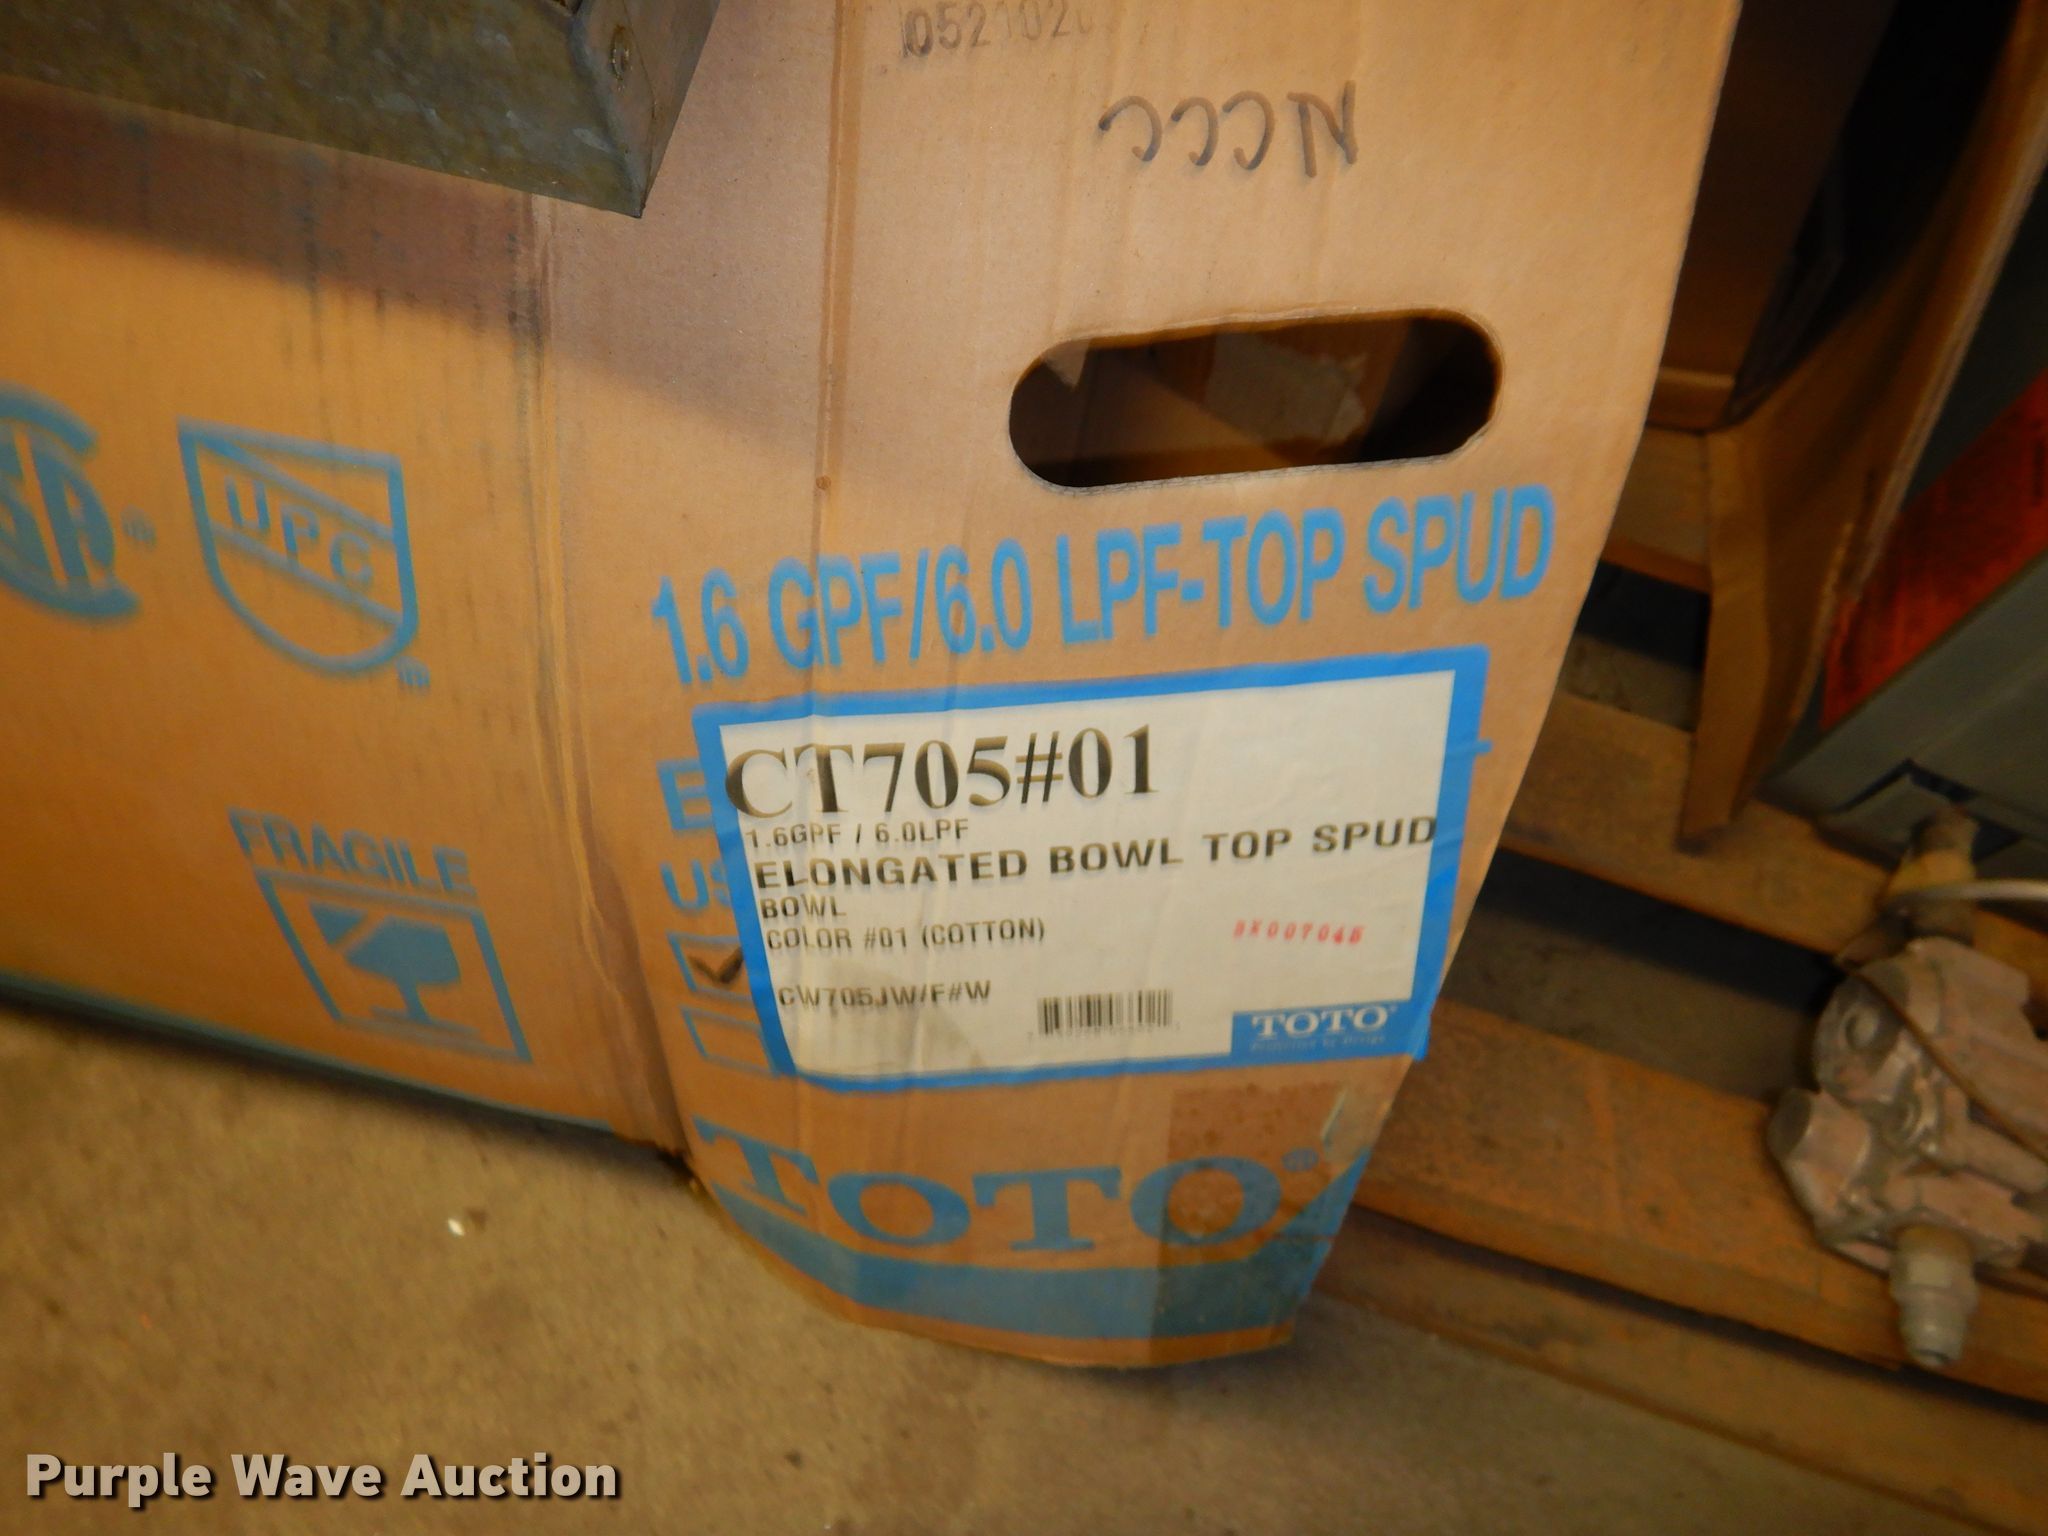 1.6 GPF/6.0 LPF-TOP SPUD
CT705#01
1.6GPF / 6.0LPF
ELONGATED BOWL TOP SPUD
BOWL
COLOR #01 (COTTON)
CW705JW/F#W
TOTO
TOTO®
UPC
FRAGILE
Purple Wave Auction